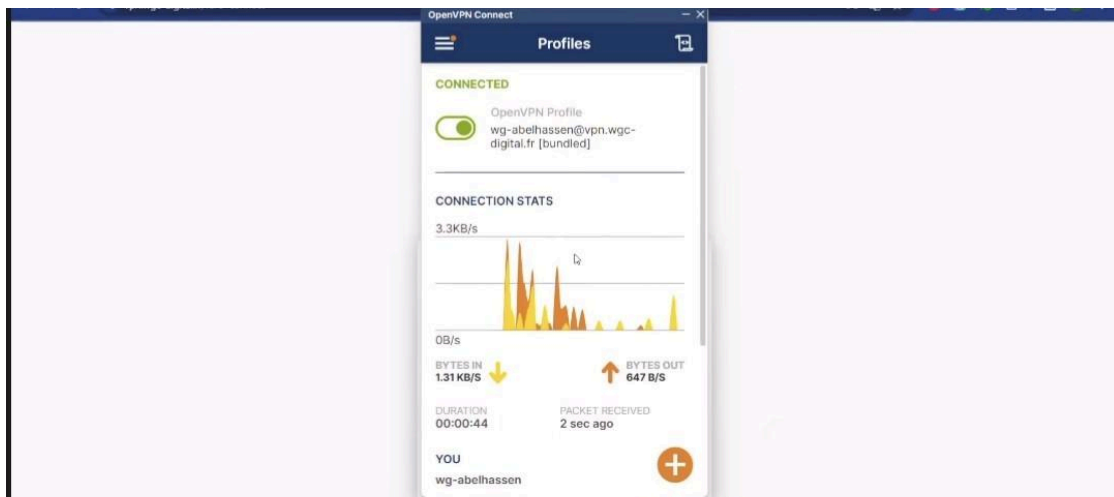 OpenVPN Connect
Profiles
CONNECTED
OpenVPN Profile
wg-abelhassen@vpn.wgc-
digital.fr [bundled]
CONNECTION STATS
3.3KB/s
0B/s
BYTES IN
1.31 KB/S
BYTES OUT
647 B/S
DURATION
00:00:44
PACKET RECEIVED
2 sec ago
YOU
wg-abelhassen